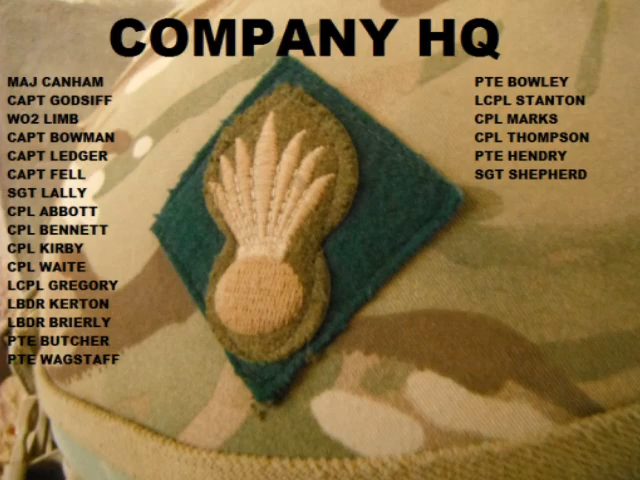 COMPANY HQ
MAJ CANHAM
CAPT GODSIFF
WO2 LIMB
CAPT BOWMAN
CAPT LEDGER
CAPT FELL
SGT LALLY
CPL ABBOTT
CPL BENNETT
CPL KIRBY
CPL WAITE
LCPL GREGORY
LBDR KERTON
LBDR BRIERLY
PTE BUTCHER
PTE WAGSTAFF
PTE BOWLEY
LCPL STANTON
CPL MARKS
CPL THOMPSON
PTE HENDRY
SGT SHEPHERD